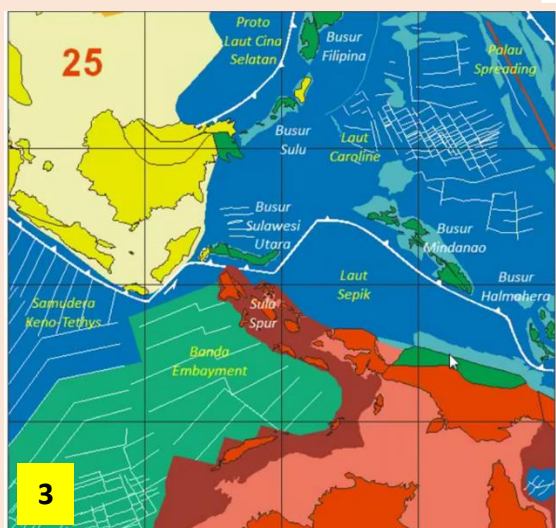 25
Proto
Laut Cina
Selatan
Busur
Filipina
Palau
Spreading
Busur
Sulu
Laut
Caroline
Busur
Sulawesi
Utara
Busur
Mindanao
Busur
Halmahera
Laut
Sepik
Samudera
Keno-Tethys
Sula
Spur
Banda
Embayment
3